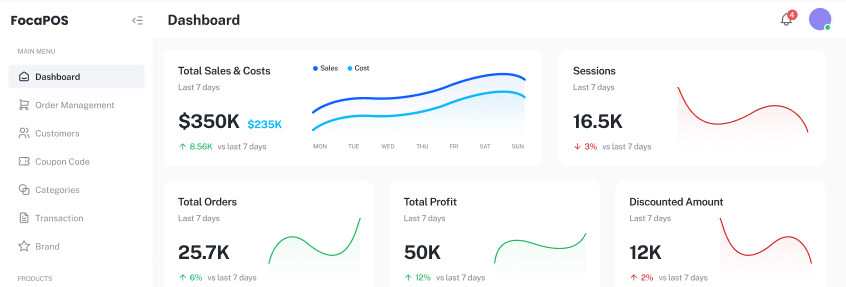 FocaPOS
Dashboard
4
MAIN MENU
Dashboard
Order Management
Customers
Coupon Code
Categories
Transaction
Brand
PRODUCTS
Total Sales & Costs
Last 7 days
$350K $235K
↑ 8.56K vs last 7 days
Sales Cost
MON TUE WED THU FRI SAT SUN
Sessions
Last 7 days
16.5K
↓ 3% vs last 7 days
Total Orders
Last 7 days
25.7K
↑ 6% vs last 7 days
Total Profit
Last 7 days
50K
↑ 12% vs last 7 days
Discounted Amount
Last 7 days
12K
↑ 2% vs last 7 days